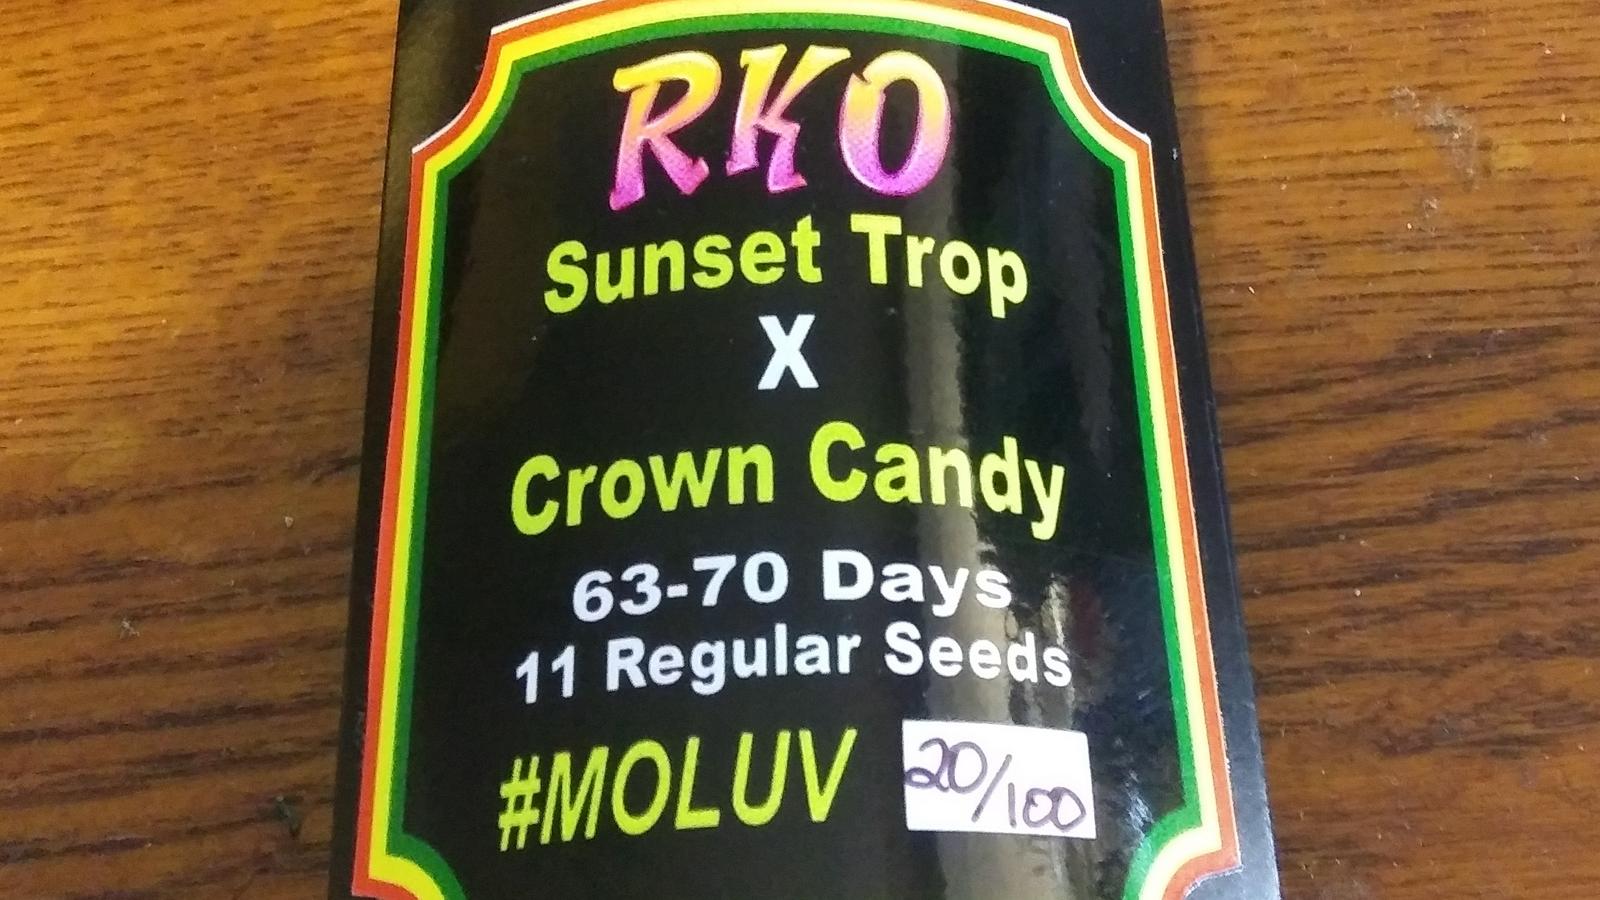 RKO
Sunset Trop
X
Crown Candy
63-70 Days
11 Regular Seeds
#MOLUV 20/100